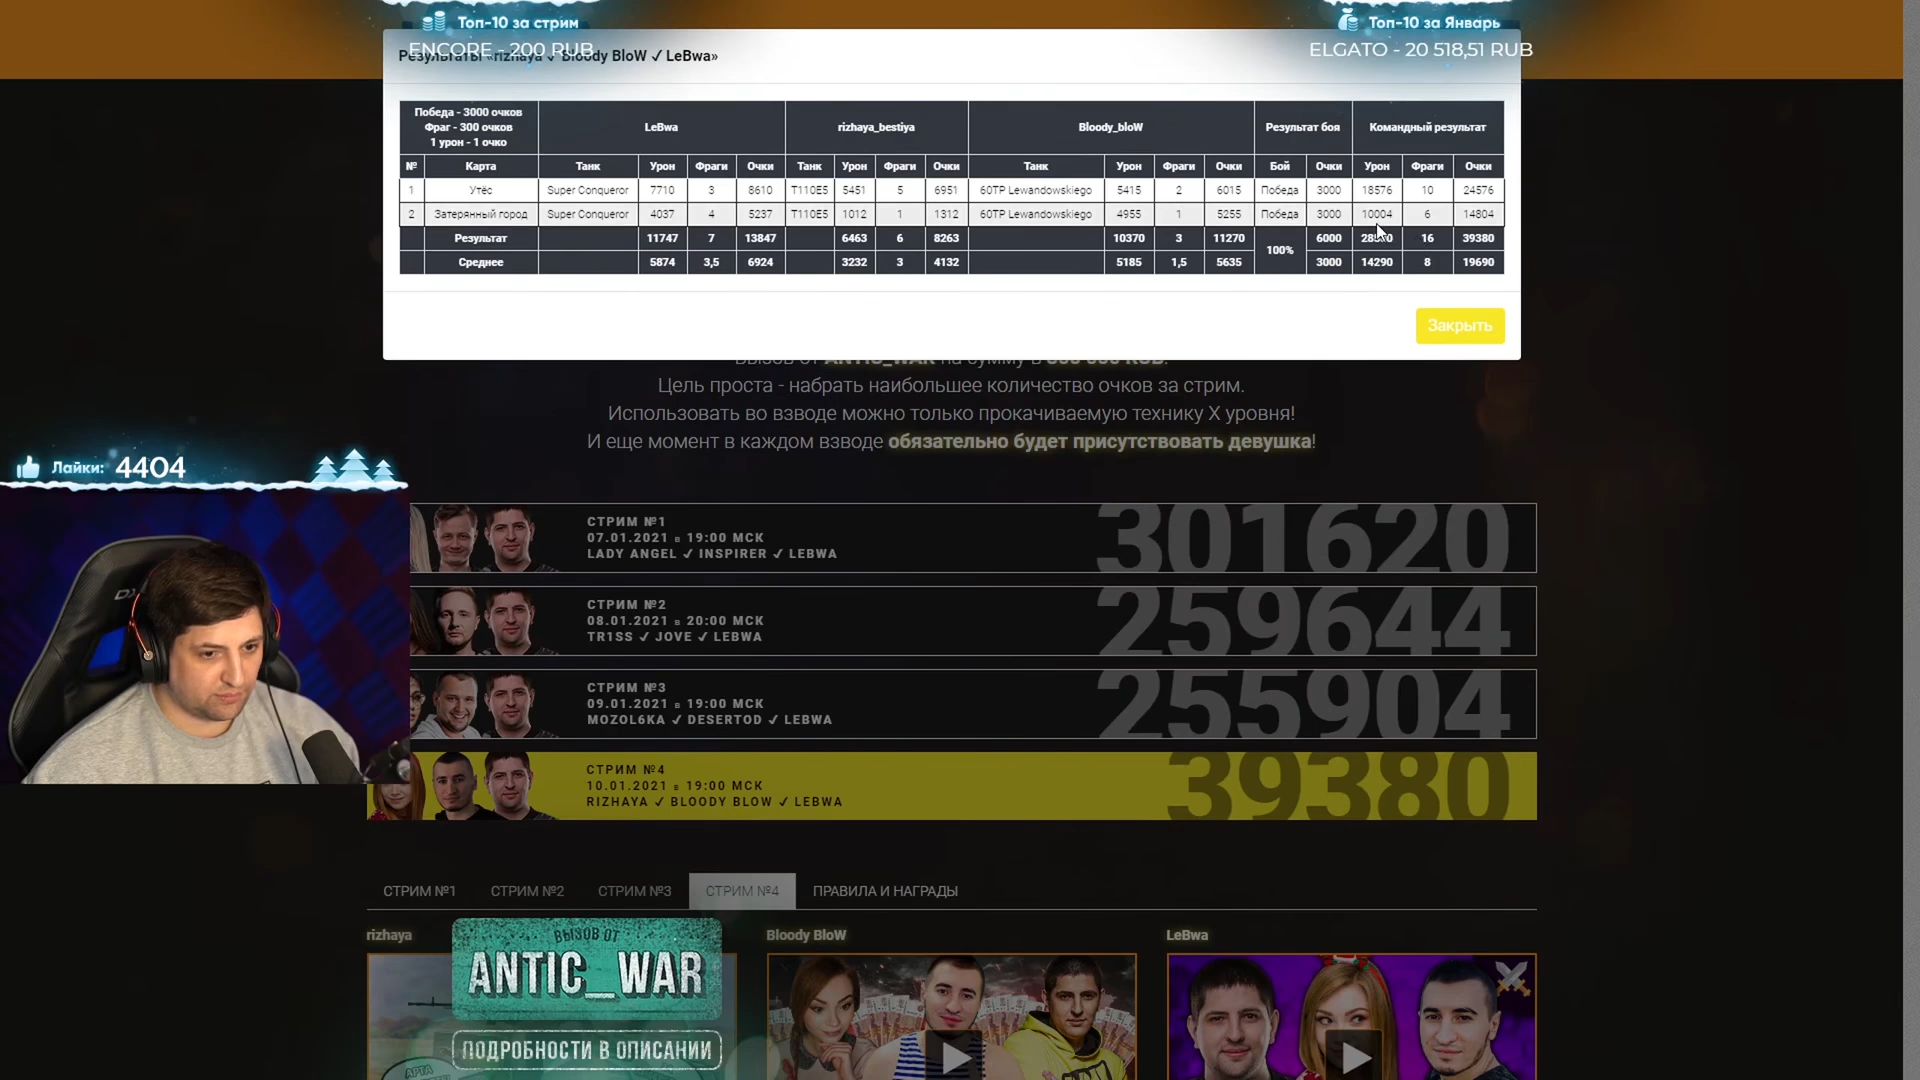 Топ-10 за стрим
Топ-10 за Январь
ENCORE - 200 RUB
ELGATO - 20 518,51 RUB
Результаты «rizhaya ✓ Bloody BloW ✓ LeBwa»
Победа - 3000 очков
Фраг - 300 очков
1 урон - 1 очко
LeBwa
rizhaya_bestiya
Bloody_bloW
Результат боя
Командный результат
№ Карта Танк Урон Фраги Очки Танк Урон Фраги Очки Танк Урон Фраги Очки Бой Очки Урон Фраги Очки
1 Утёс Super Conqueror 7710 3 8610 T110E5 5451 5 6951 60TP Lewandowskiego 5415 2 6015 Победа 3000 18576 10 24576
2 Затерянный город Super Conqueror 4037 4 5237 T110E5 1012 1 1312 60TP Lewandowskiego 4955 1 5255 Победа 3000 10004 6 14804
Результат 11747 7 13847 6463 6 8263 10370 3 11270 100% 6000 16 39380
Среднее 5874 3,5 6924 3232 3 4132 5185 1,5 5635 3000 14290 8 19690
Закрыть
Вызов от ANTIC_WAR на сумму в RUB.
Цель проста - набрать наибольшее количество очков за стрим.
Использовать во взводе можно только прокачиваемую технику X уровня!
И еще момент в каждом взводе обязательно будет присутствовать девушка!
Лайки: 4404
СТРИМ №1
07.01.2021 в 19:00 МСК
LADY ANGEL ✓ INSPIRER ✓ LEBWA
301620
СТРИМ №2
08.01.2021 в 20:00 МСК
TR1SS ✓ JOVE ✓ LEBWA
259644
СТРИМ №3
09.01.2021 в 19:00 МСК
MOZOL6KA ✓ DESERTOD ✓ LEBWA
255904
СТРИМ №4
10.01.2021 в 19:00 МСК
RIZHAYA ✓ BLOODY BLOW ✓ LEBWA
39380
СТРИМ №1 СТРИМ №2 СТРИМ №3 СТРИМ №4 ПРАВИЛА И НАГРАДЫ
rizhaya
Bloody BloW
LeBwa
ВЫЗОВ ОТ
ANTIC_WAR
ПОДРОБНОСТИ В ОПИСАНИИ
АРТА